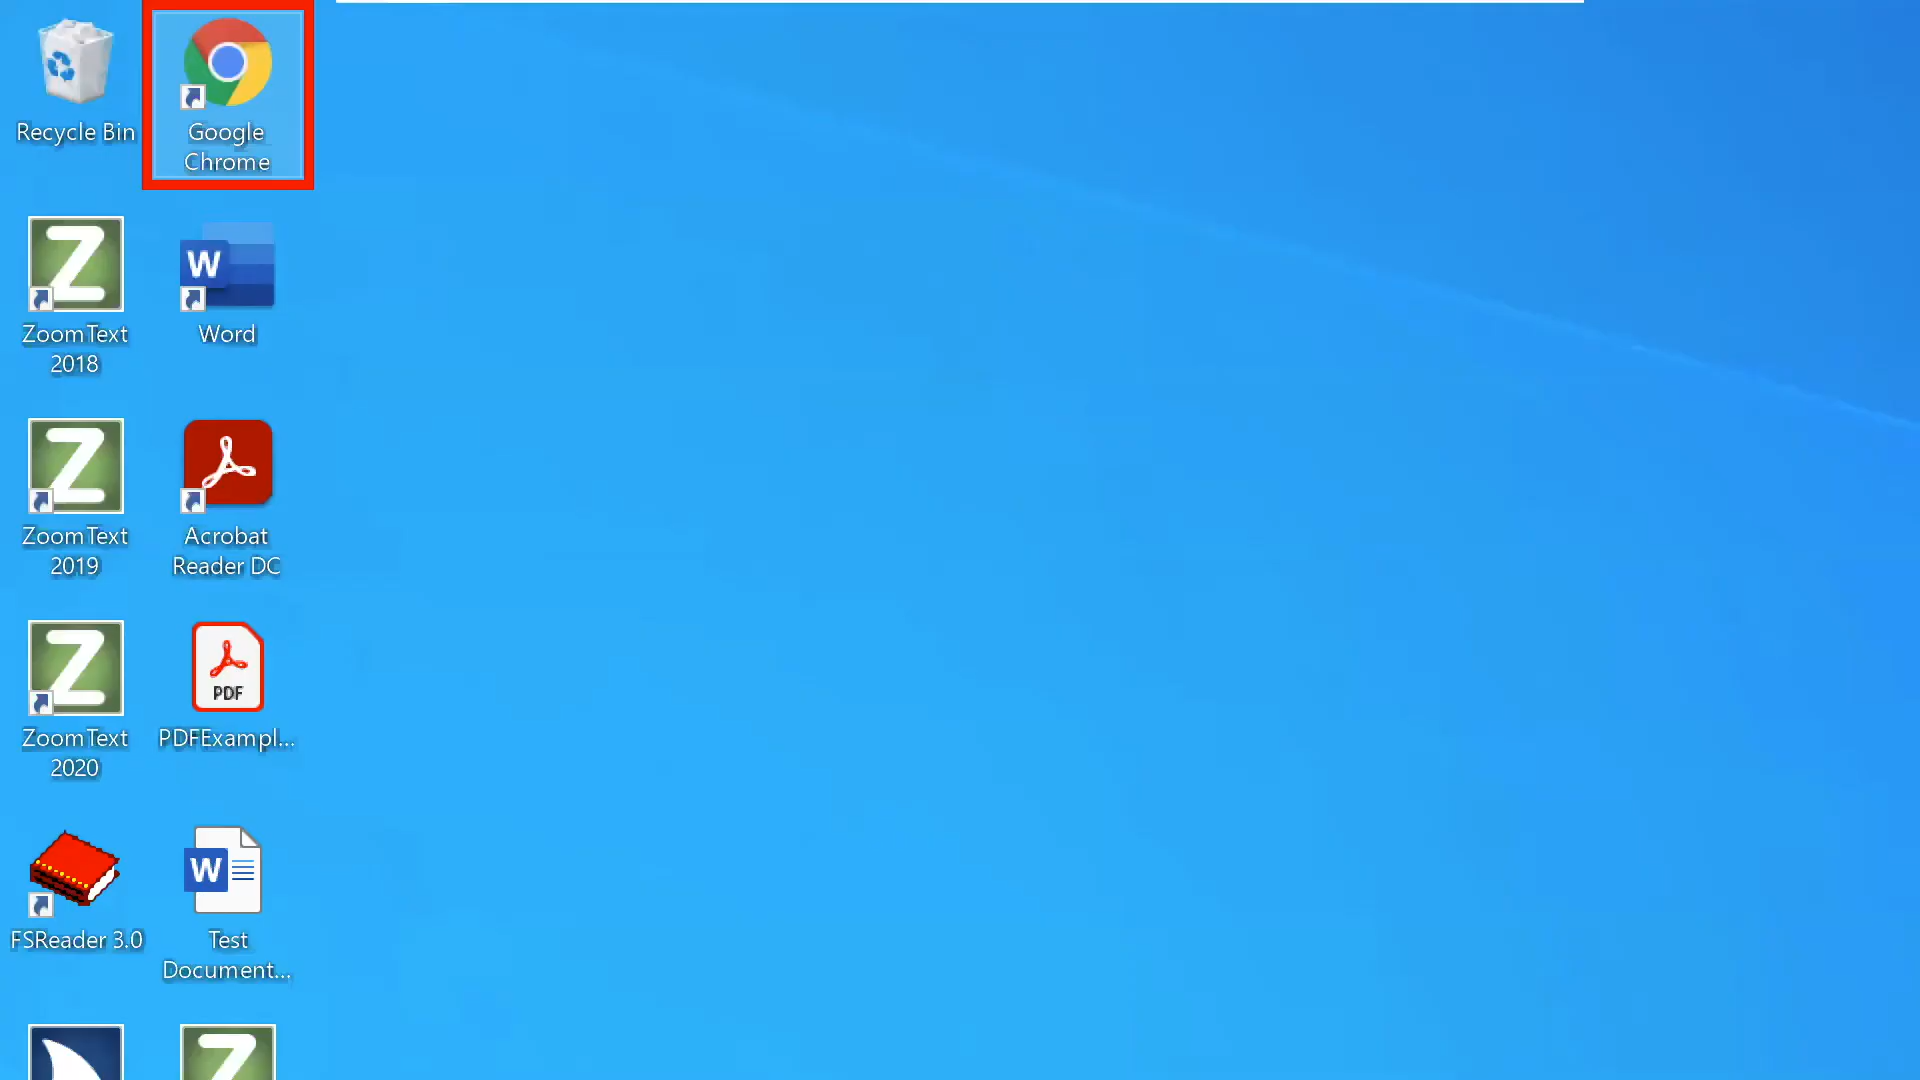 Recycle Bin
Google
Chrome
ZoomText
2018
W
Word
ZoomText
2019
Acrobat
Reader DC
PDF
ZoomText
2020
PDFExampl...
W
FSReader 3.0
Test
Document...